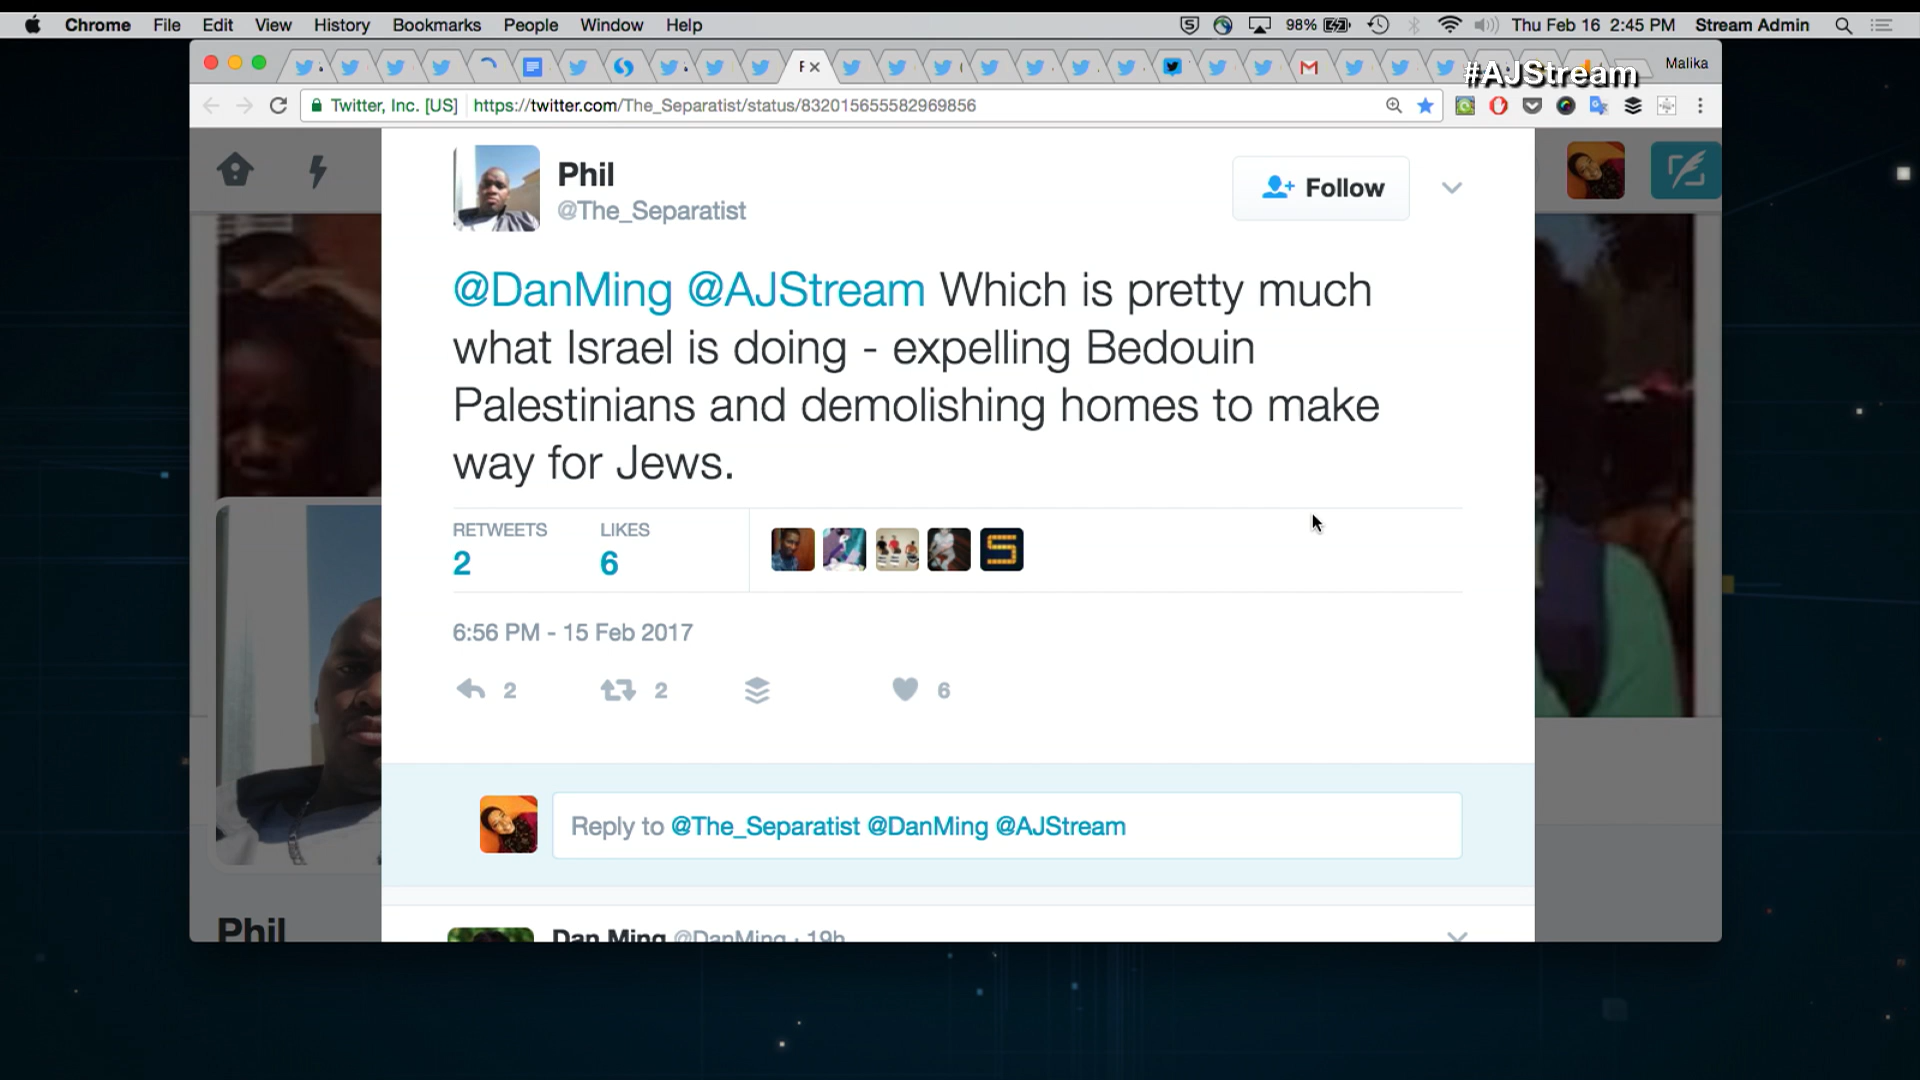 Chrome File Edit View History Bookmarks People Window Help 98% Thu Feb 16 2:45 PM Stream Admin
F Malika
#AJStream
Twitter, Inc. [US] https://twitter.com/The_Separatist/status/832015655582969856
Phil
@The_Separatist
Follow
@DanMing @AJStream Which is pretty much
what Israel is doing - expelling Bedouin
Palestinians and demolishing homes to make
way for Jews.
RETWEETS LIKES
2 6
S
6:56 PM - 15 Feb 2017
2 2 6
Reply to @The_Separatist @DanMing @AJStream
Phil
Dan Ming @DanMing · 19h